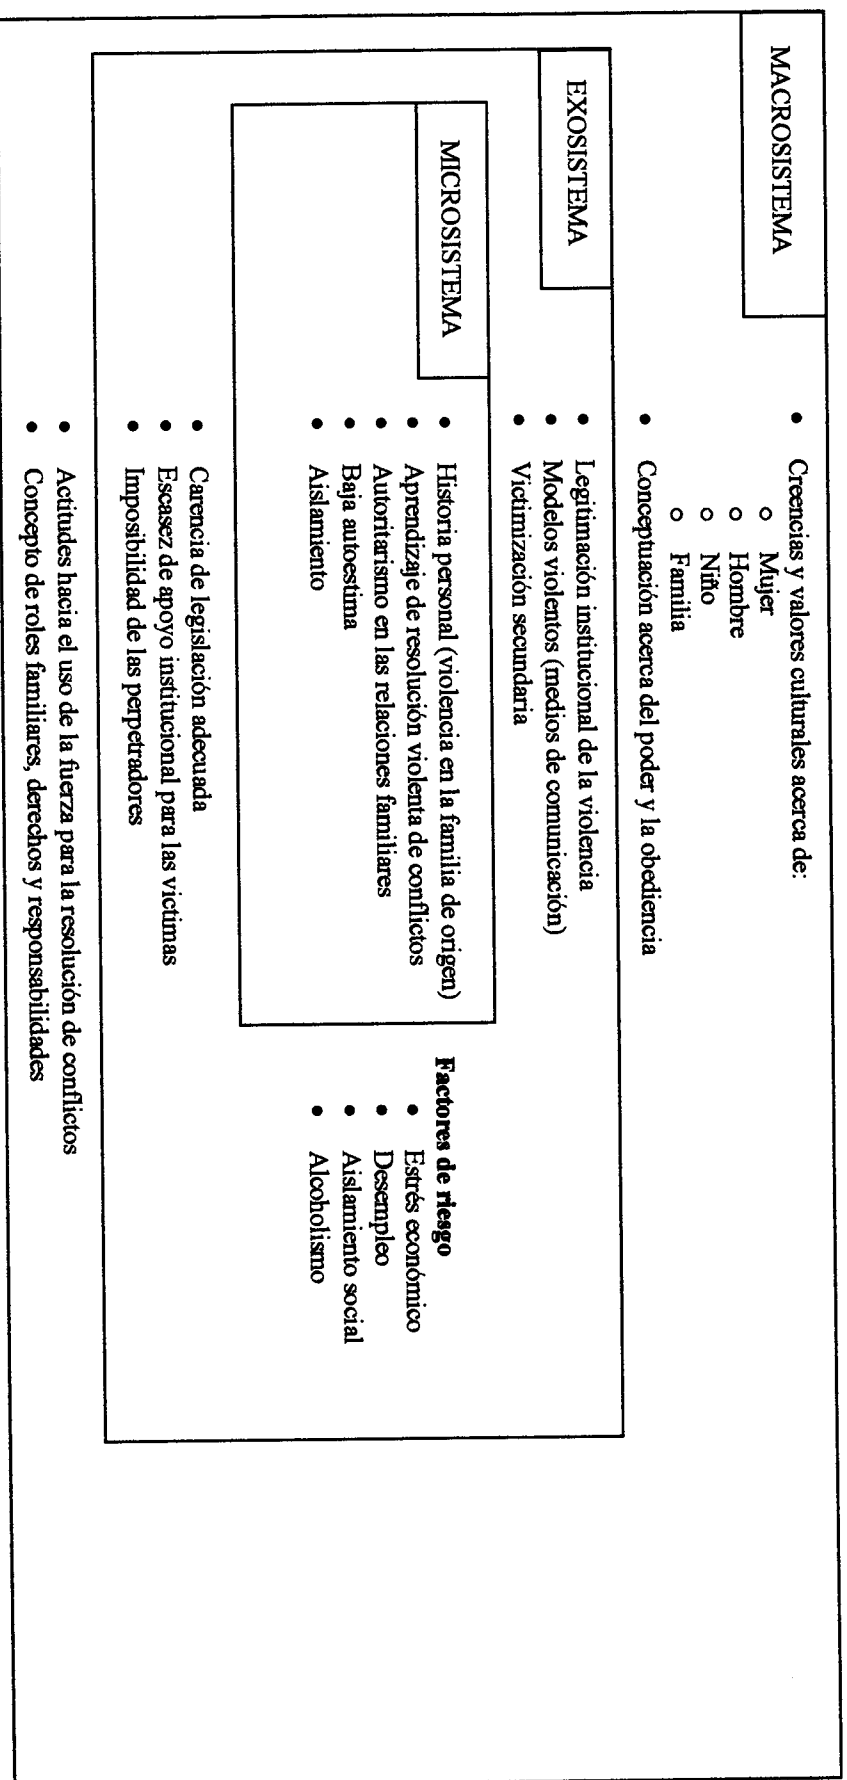 MACROSISTEMA
• Creencias y valores culturales acerca de:
o Mujer
o Hombre
o Niño
o Familia
• Conceptuación acerca del poder y la obediencia
EXOSISTEMA
• Legitimación institucional de la violencia
• Modelos violentos (medios de comunicación)
• Victimización secundaria
MICROSISTEMA
• Historia personal (violencia en la familia de origen)
• Aprendizaje de resolución violenta de conflictos
• Autoritarismo en las relaciones familiares
• Baja autoestima
• Aislamiento
Factores de riesgo
• Estrés económico
• Desempleo
• Aislamiento social
• Alcoholismo
• Carencia de legislación adecuada
• Escasez de apoyo institucional para las victimas
• Imposibilidad de las perpetradores
• Actitudes hacia el uso de la fuerza para la resolución de conflictos
• Concepto de roles familiares, derechos y responsabilidades